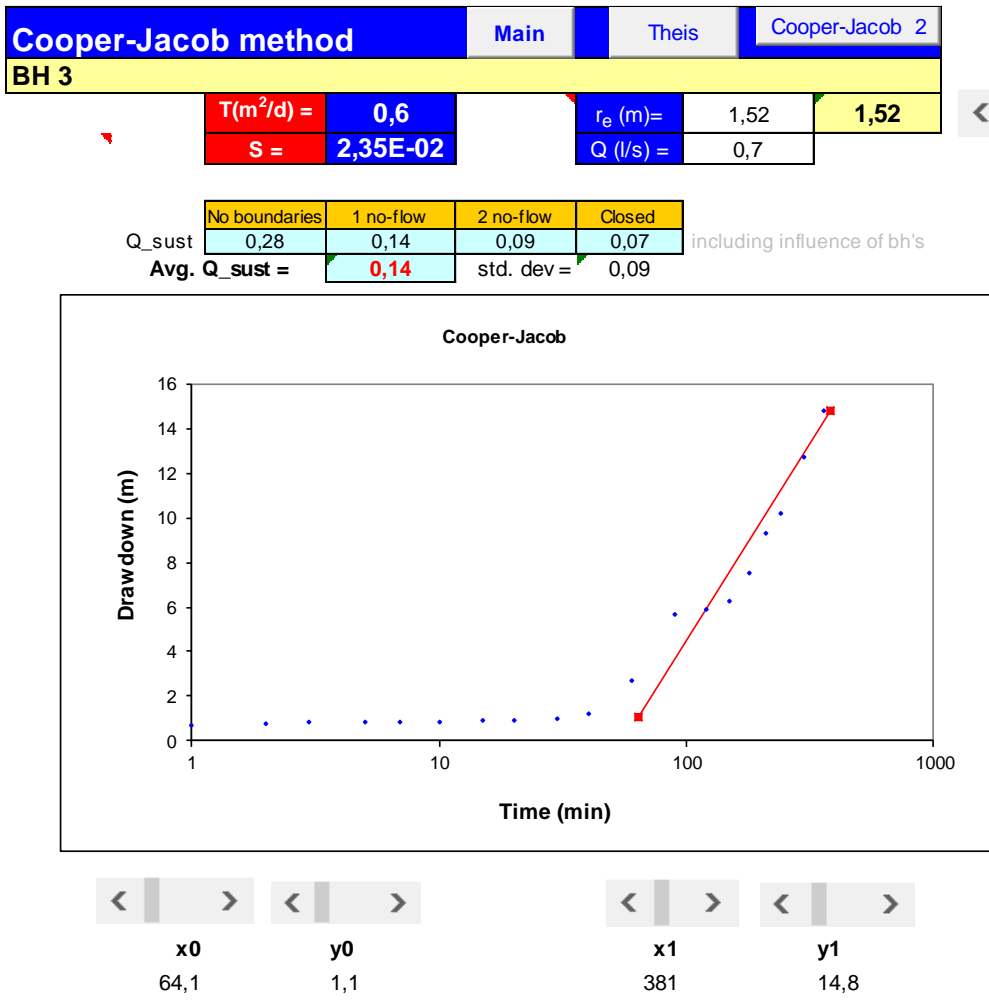 Cooper-Jacob method Main Theis Cooper-Jacob 2
BH 3
T(m²/d) = 0,6 rₑ (m)= 1,52 1,52
S = 2,35E-02 Q (l/s) = 0,7
No boundaries 1 no-flow 2 no-flow Closed
Q_sust 0,28 0,14 0,09 0,07 including influence of bh's
Avg. Q_sust = 0,14 std. dev = 0,09
Cooper-Jacob
16
14
12
10
8
6
4
2
0
Drawdown (m)
1 10 100 1000
Time (min)
x0 y0 x1 y1
64,1 1,1 381 14,8